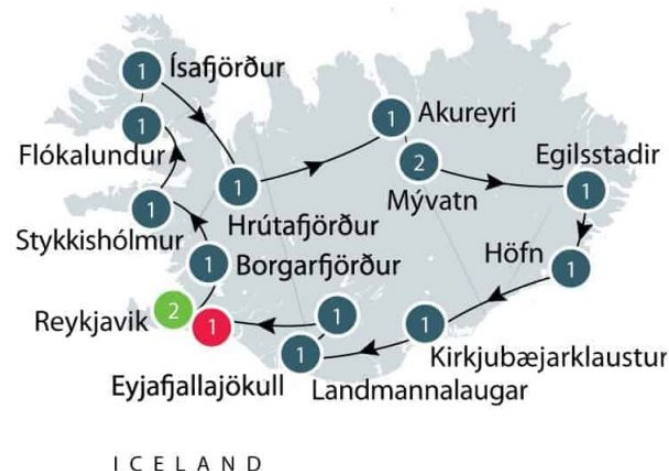 1 Ísafjörður
1
Flókalundur
1
Stykkishólmur
1
Hrútafjörður
1 Borgarfjörður
1 Akureyri
2
Mývatn
Egilsstadir
1
Höfn 1
1
Kirkjubæjarklaustur
1
1
Landmannalaugar
Eyjafjallajökull
Reykjavik 2
1
ICELAND